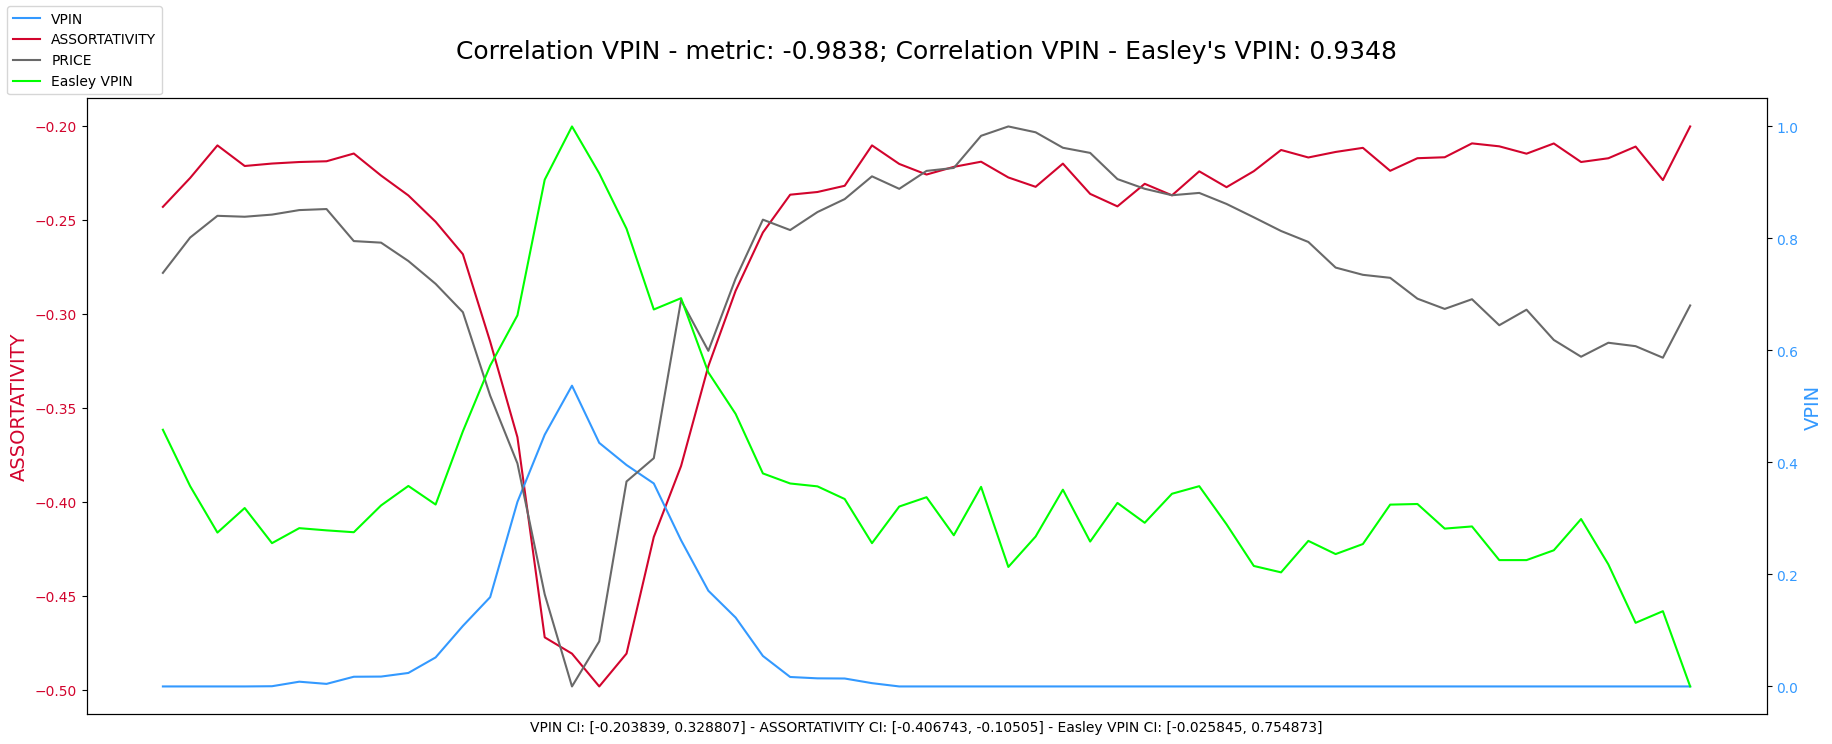 VPIN
ASSORTATIVITY
PRICE
Easley VPIN
Correlation VPIN - metric: -0.9838; Correlation VPIN - Easley's VPIN: 0.9348
ASSORTATIVITY
−0.20
−0.25
−0.30
−0.35
−0.40
−0.45
−0.50
1.0
0.8
0.6
0.4
0.2
0.0
VPIN
VPIN CI: [-0.203839, 0.328807] - ASSORTATIVITY CI: [-0.406743, -0.10505] - Easley VPIN CI: [-0.025845, 0.754873]